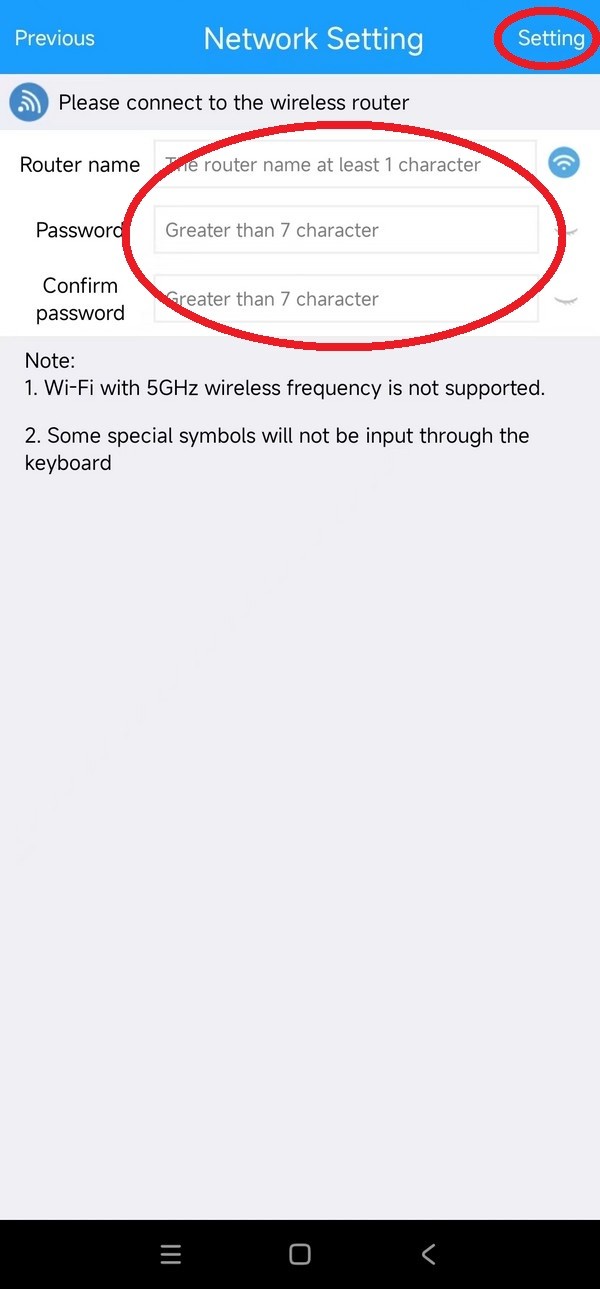 Previous Network Setting Setting
Please connect to the wireless router
Router name The router name at least 1 character
Password Greater than 7 character
Confirm
password Greater than 7 character
Note:
1. Wi-Fi with 5GHz wireless frequency is not supported.
2. Some special symbols will not be input through the
keyboard